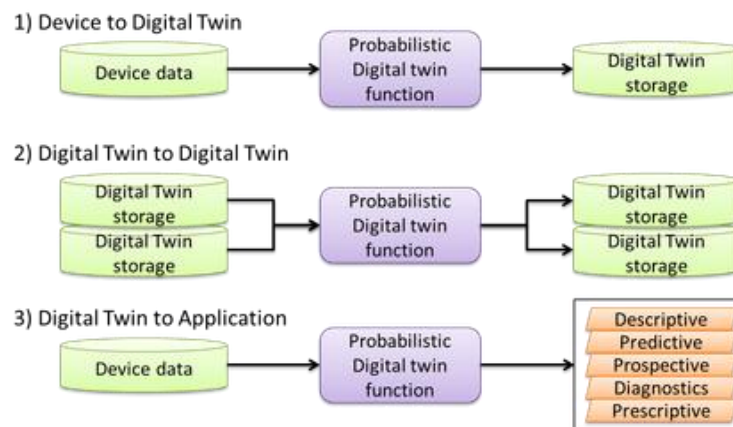 1) Device to Digital Twin
Device data
Probabilistic
Digital twin
function
Digital Twin
storage
2) Digital Twin to Digital Twin
Digital Twin
storage
Digital Twin
storage
Probabilistic
Digital twin
function
Digital Twin
storage
Digital Twin
storage
3) Digital Twin to Application
Device data
Probabilistic
Digital twin
function
Descriptive
Predictive
Prospective
Diagnostics
Prescriptive